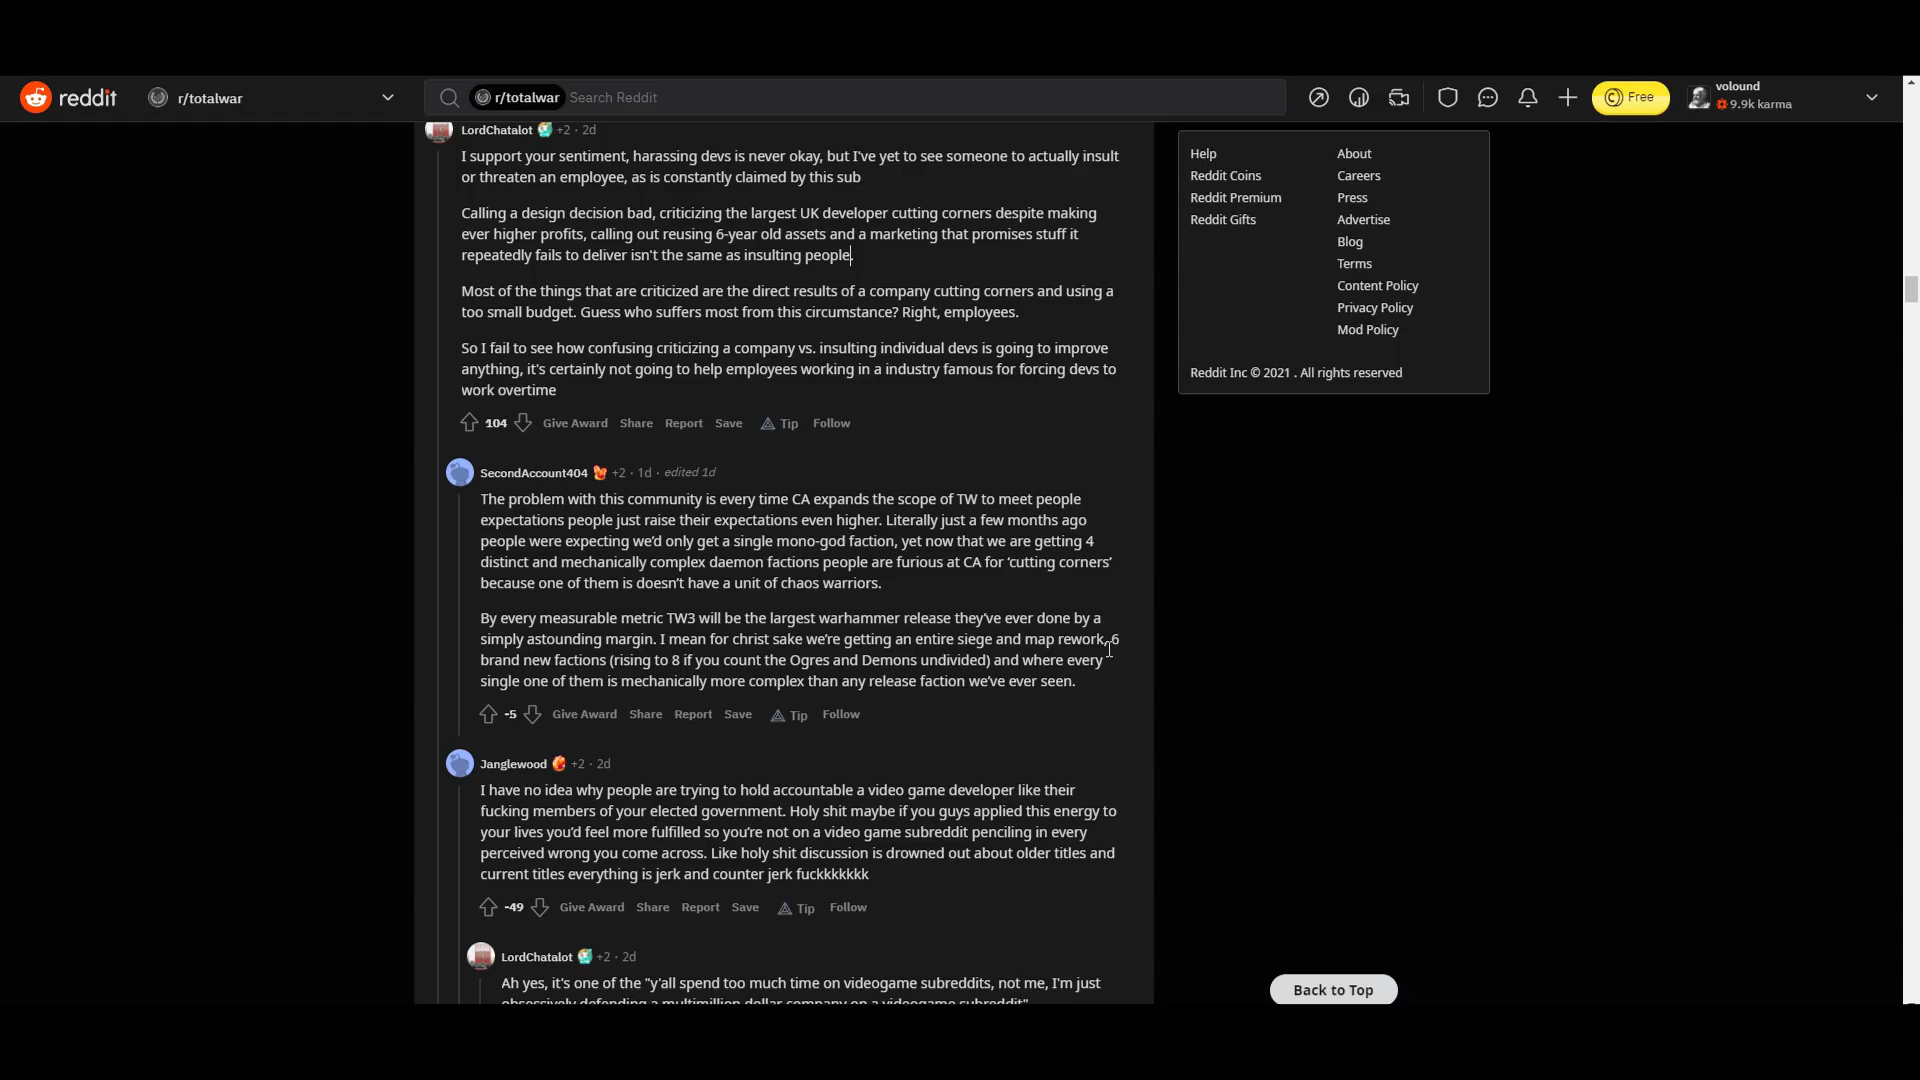 reddit
r/totalwar
r/totalwar Search Reddit
Free
volound
9.9k karma
LordChatalot +2 · 2d
I support your sentiment, harassing devs is never okay, but I've yet to see someone to actually insult
or threaten an employee, as is constantly claimed by this sub
Calling a design decision bad, criticizing the largest UK developer cutting corners despite making
ever higher profits, calling out reusing 6-year old assets and a marketing that promises stuff it
repeatedly fails to deliver isn't the same as insulting people.
Most of the things that are criticized are the direct results of a company cutting corners and using a
too small budget. Guess who suffers most from this circumstance? Right, employees.
So I fail to see how confusing criticizing a company vs. insulting individual devs is going to improve
anything, it's certainly not going to help employees working in a industry famous for forcing devs to
work overtime
104 Give Award Share Report Save Tip Follow
SecondAccount404 +2 · 1d · edited 1d
The problem with this community is every time CA expands the scope of TW to meet people
expectations people just raise their expectations even higher. Literally just a few months ago
people were expecting we'd only get a single mono-god faction, yet now that we are getting 4
distinct and mechanically complex daemon factions people are furious at CA for 'cutting corners'
because one of them is doesn't have a unit of chaos warriors.
By every measurable metric TW3 will be the largest warhammer release they've ever done by a
simply astounding margin. I mean for christ sake we're getting an entire siege and map rework, 6
brand new factions (rising to 8 if you count the Ogres and Demons undivided) and where every
single one of them is mechanically more complex than any release faction we've ever seen.
-5 Give Award Share Report Save Tip Follow
Janglewood +2 · 2d
I have no idea why people are trying to hold accountable a video game developer like their
fucking members of your elected government. Holy shit maybe if you guys applied this energy to
your lives you'd feel more fulfilled so you're not on a video game subreddit penciling in every
perceived wrong you come across. Like holy shit discussion is drowned out about older titles and
current titles everything is jerk and counter jerk fuckkkkkkk
-49 Give Award Share Report Save Tip Follow
LordChatalot +2 · 2d
Ah yes, it's one of the "y'all spend too much time on videogame subreddits, not me, I'm just
obsessively defending a multimillion dollar company on a videogame subreddit"
Help
Reddit Coins
Reddit Premium
Reddit Gifts
About
Careers
Press
Advertise
Blog
Terms
Content Policy
Privacy Policy
Mod Policy
Reddit Inc © 2021 . All rights reserved
Back to Top